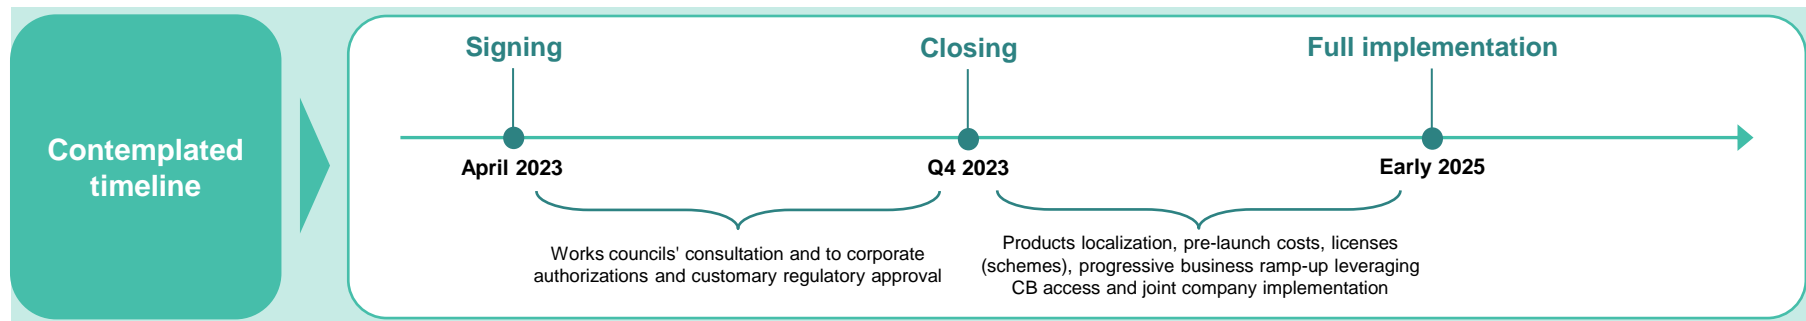 Contemplated
timeline
Signing
Closing
Full implementation
April 2023
Q4 2023
Early 2025
Works councils' consultation and to corporate
authorizations and customary regulatory approval
Products localization, pre-launch costs, licenses
(schemes), progressive business ramp-up leveraging
CB access and joint company implementation